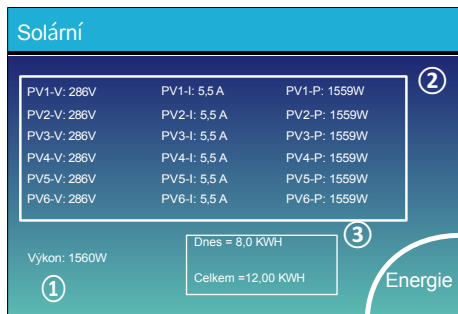 Solární
②
PV1-V: 286V PV1-I: 5,5 A PV1-P: 1559W
PV2-V: 286V PV2-I: 5,5 A PV2-P: 1559W
PV3-V: 286V PV3-I: 5,5 A PV3-P: 1559W
PV4-V: 286V PV4-I: 5,5 A PV4-P: 1559W
PV5-V: 286V PV5-I: 5,5 A PV5-P: 1559W
PV6-V: 286V PV6-I: 5,5 A PV6-P: 1559W
③
Dnes = 8,0 KWH
Výkon: 1560W
Celkem =12,00 KWH
①
Energie